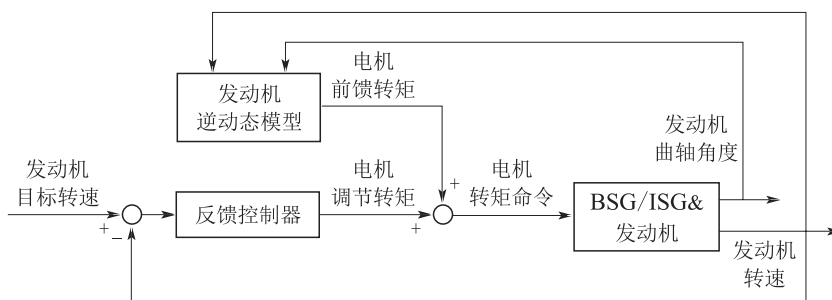 发动机
逆动态模型
电机
前馈转矩
发动机
曲轴角度
发动机
目标转速
+
−
反馈控制器
电机
调节转矩
+
+
电机
转矩命令
BSG/ISG&
发动机
发动机
转速